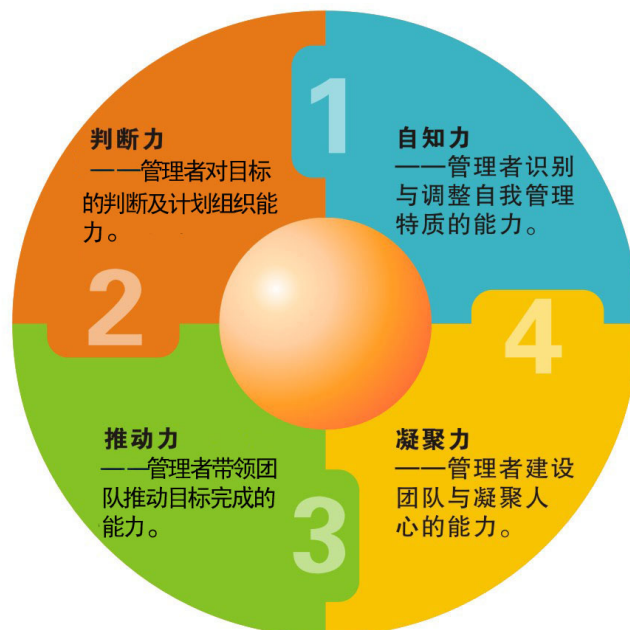 1
自知力
——管理者识别
与调整自我管理
特质的能力。
2
判断力
——管理者对目标
的判断及计划组织能
力。
3
推动力
——管理者带领团
队推动目标完成的
能力。
4
凝聚力
——管理者建设
团队与凝聚人
心的能力。